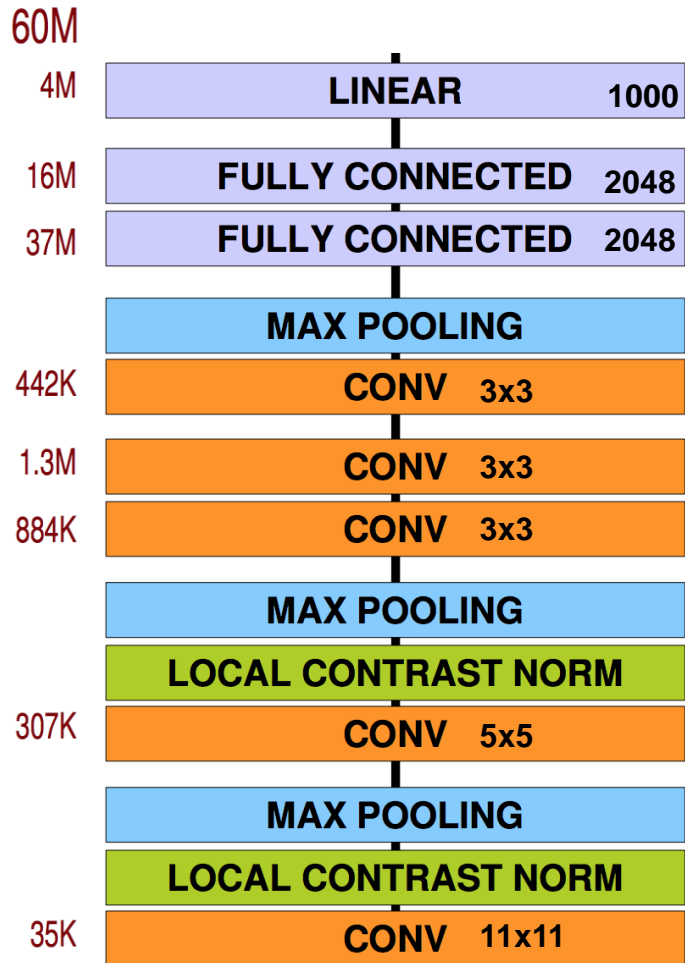 60M
4M LINEAR 1000
16M FULLY CONNECTED 2048
37M FULLY CONNECTED 2048
MAX POOLING
442K CONV 3x3
1.3M CONV 3x3
884K CONV 3x3
MAX POOLING
LOCAL CONTRAST NORM
307K CONV 5x5
MAX POOLING
LOCAL CONTRAST NORM
35K CONV 11x11